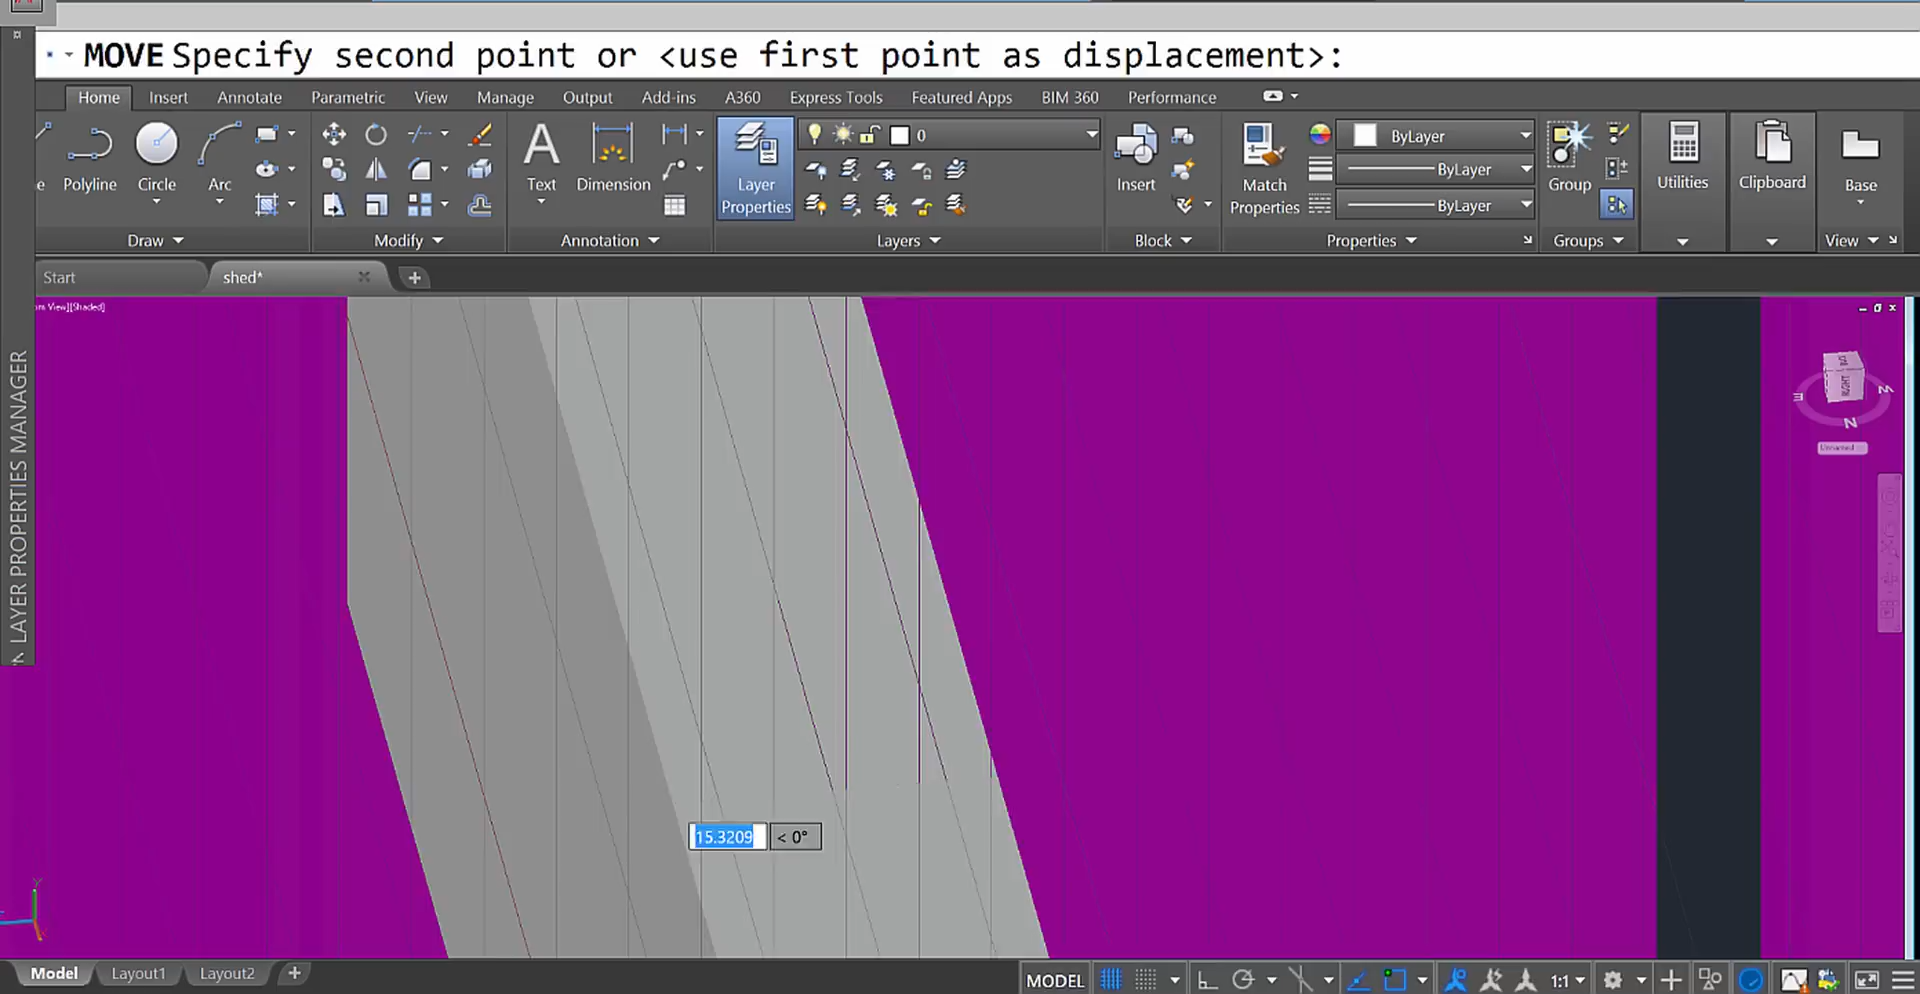 MOVE Specify second point or <use first point as displacement>:
Home Insert Annotate Parametric View Manage Output Add-ins A360 Express Tools Featured Apps BIM 360 Performance
0
ByLayer
ByLayer
ByLayer
Polyline Circle Arc
Text Dimension
Layer Properties
Insert
Match Properties
Group
Utilities
Clipboard
Base
Draw Modify Annotation Layers Block Properties Groups View
Start shed*
[Shaded]
LAYER PROPERTIES MANAGER
RIGHT
E
N
Unnamed
15.3209 < 0°
Y
Model Layout1 Layout2
MODEL 1:1